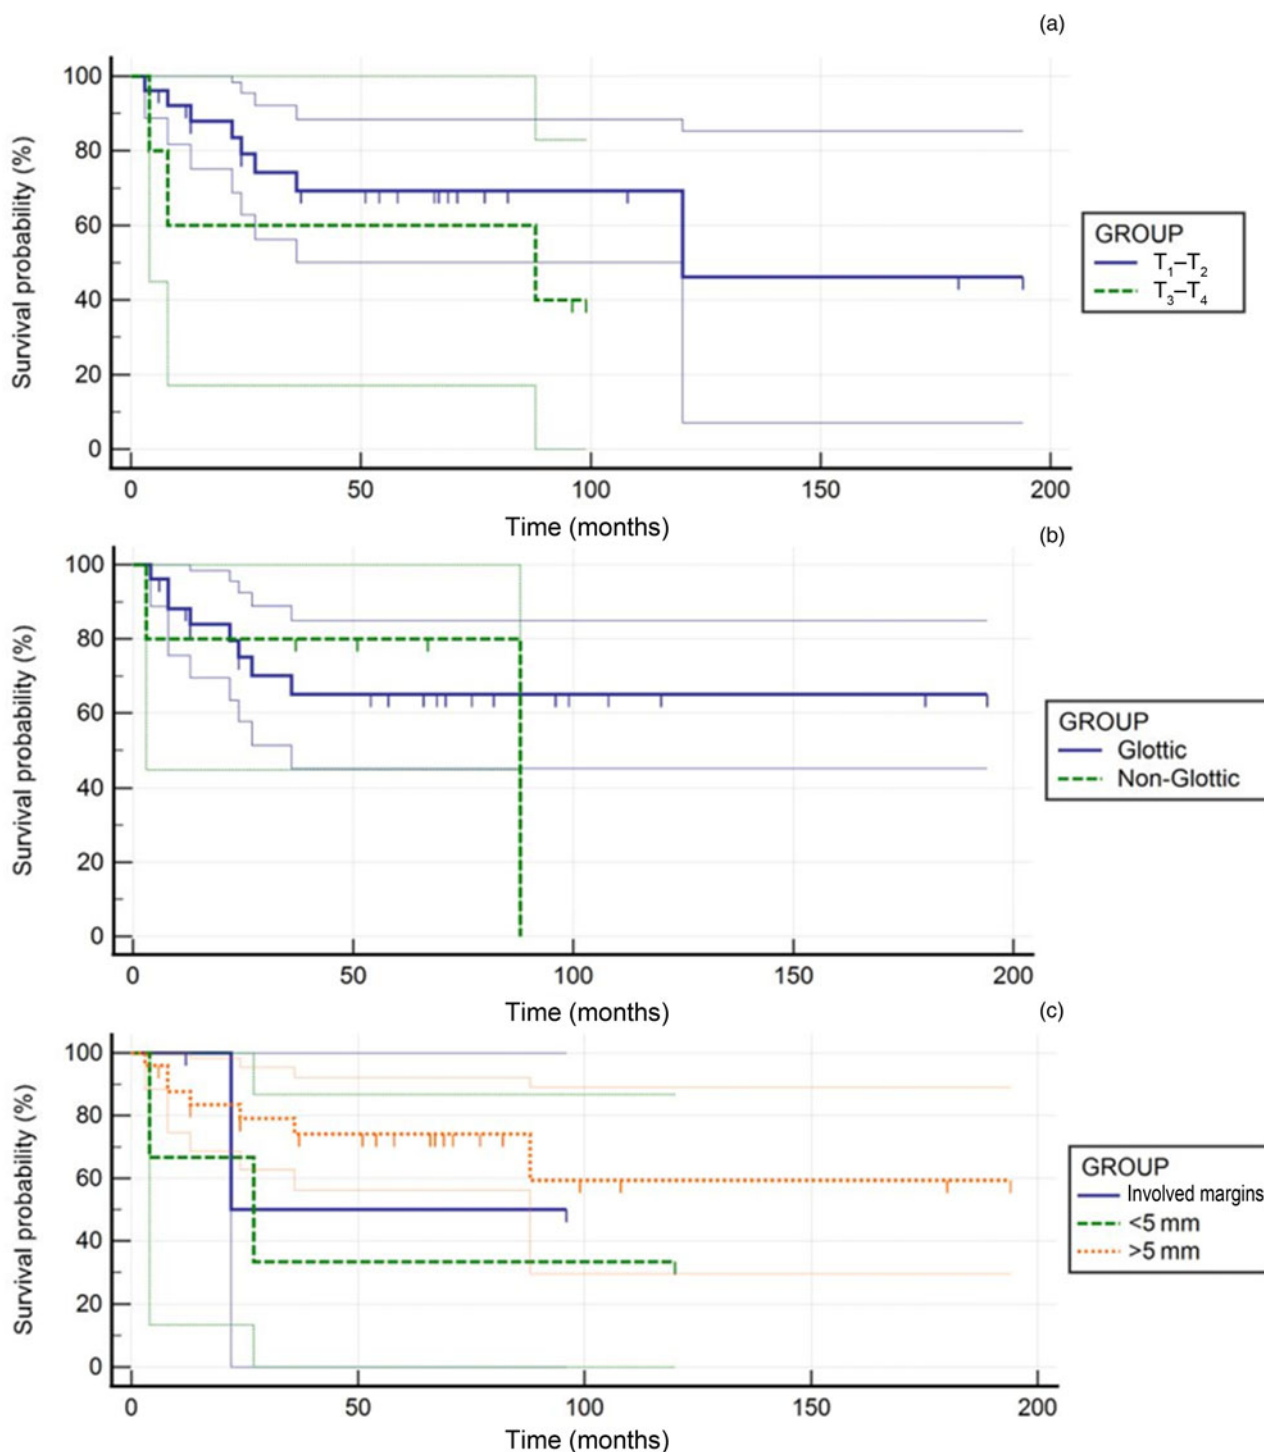 (a)
Survival probability (%)
100
80
60
40
20
0
0 50 100 150 200
Time (months)
GROUP
T₁–T₂
T₃–T₄
(b)
Survival probability (%)
100
80
60
40
20
0
0 50 100 150 200
Time (months)
GROUP
Glottic
Non-Glottic
(c)
Survival probability (%)
100
80
60
40
20
0
0 50 100 150 200
Time (months)
GROUP
Involved margins
<5 mm
>5 mm